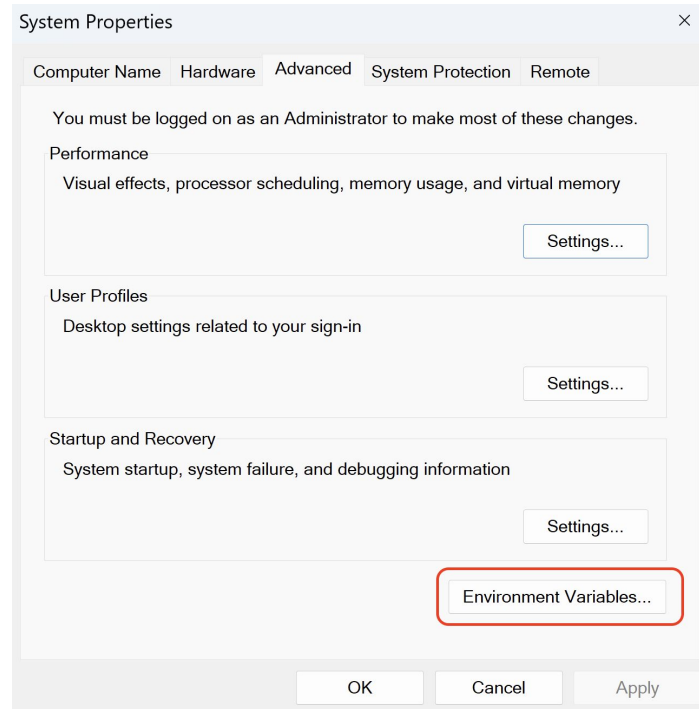 System Properties
Computer Name Hardware Advanced System Protection Remote
You must be logged on as an Administrator to make most of these changes.
Performance
Visual effects, processor scheduling, memory usage, and virtual memory
Settings...
User Profiles
Desktop settings related to your sign-in
Settings...
Startup and Recovery
System startup, system failure, and debugging information
Settings...
Environment Variables...
OK Cancel Apply